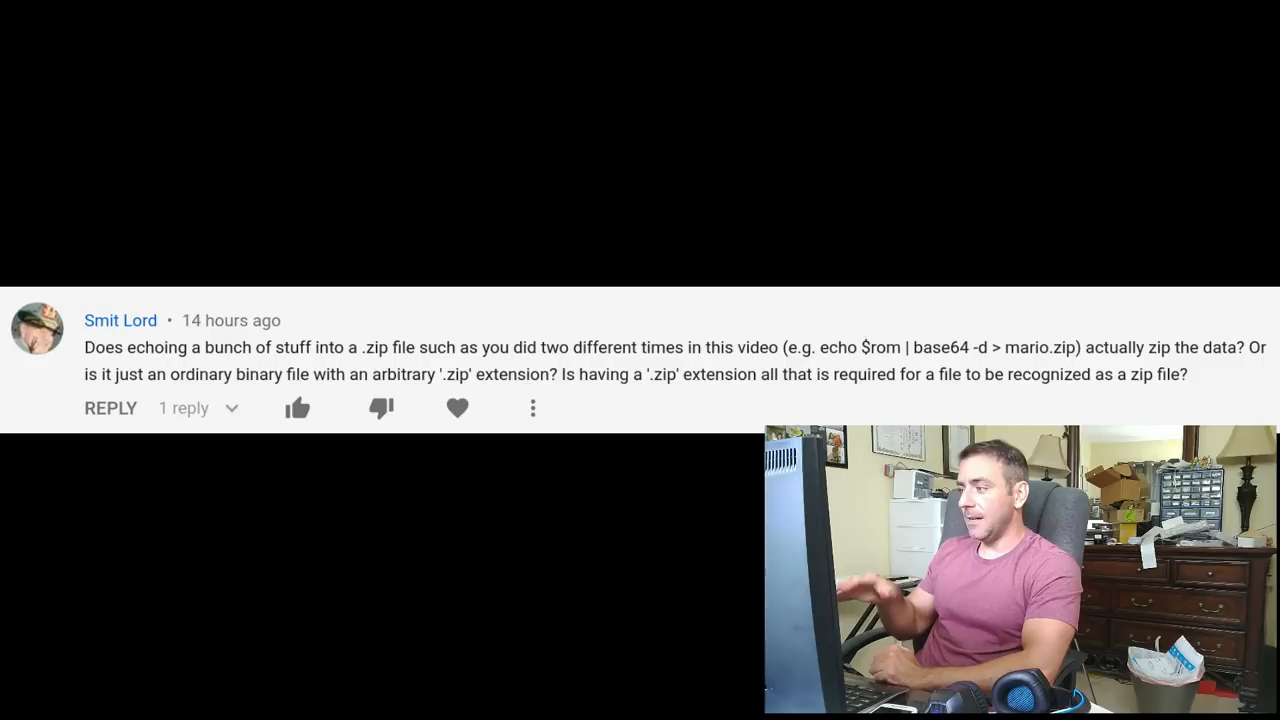 Smit Lord • 14 hours ago
Does echoing a bunch of stuff into a .zip file such as you did two different times in this video (e.g. echo $rom | base64 -d > mario.zip) actually zip the data? Or
is it just an ordinary binary file with an arbitrary '.zip' extension? Is having a '.zip' extension all that is required for a file to be recognized as a zip file?
REPLY 1 reply